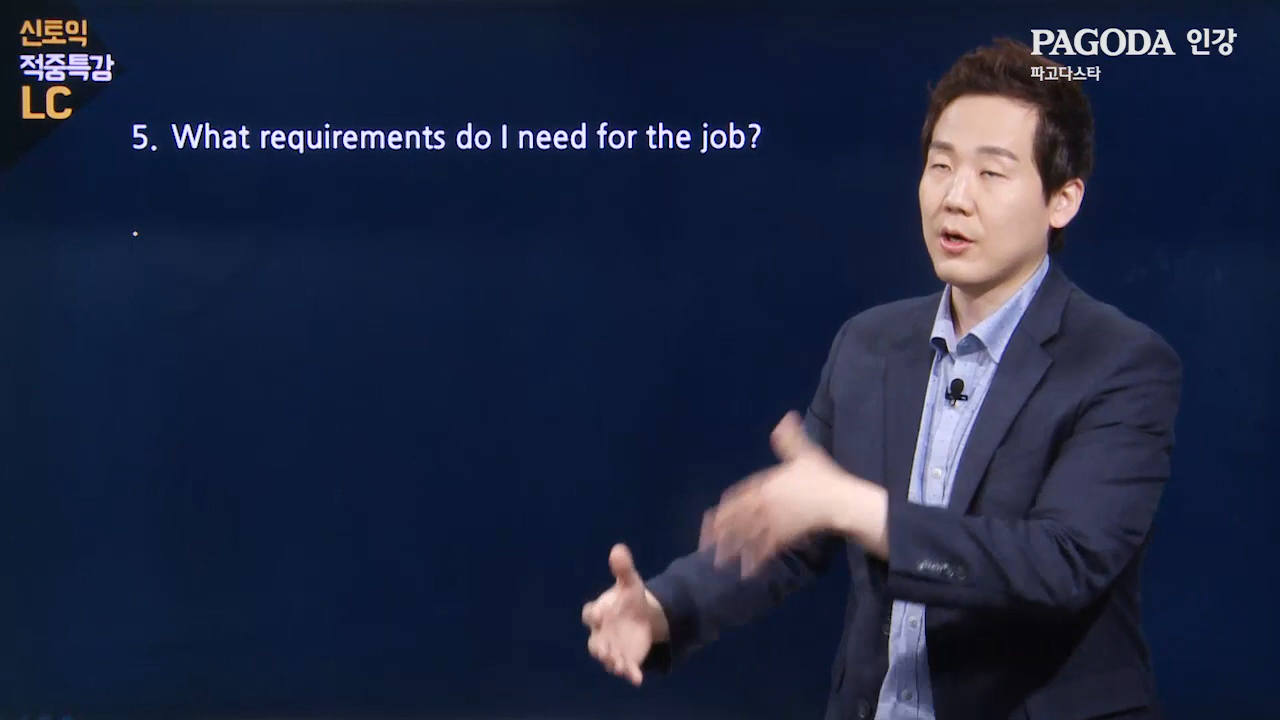 신토익
적중특강
LC
PAGODA 인강
파고다스타
5. What requirements do I need for the job?